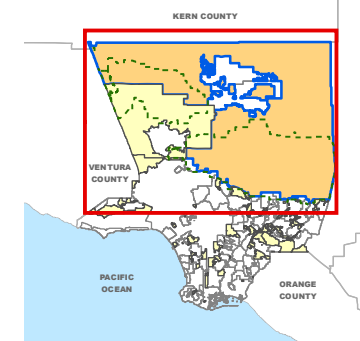 KERN COUNTY
VENTURA
COUNTY
PACIFIC
OCEAN
ORANGE
COUNTY